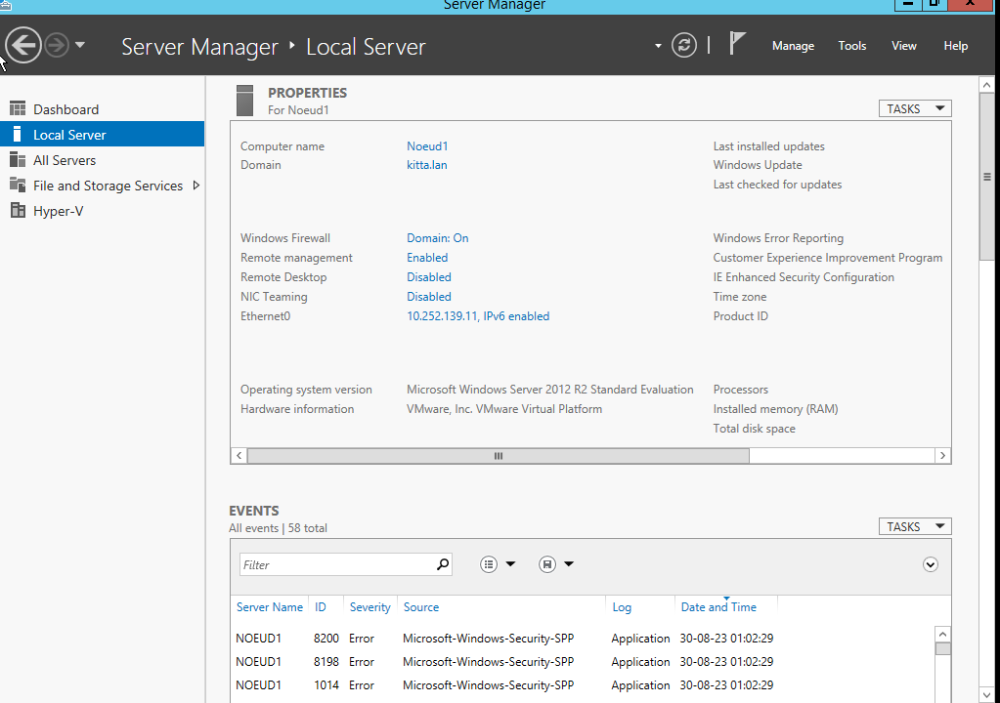 Server Manager
Server Manager ‣ Local Server
Manage Tools View Help
Dashboard
Local Server
All Servers
File and Storage Services
Hyper-V
PROPERTIES
For Noeud1
TASKS
Computer name Noeud1 Last installed updates
Domain kitta.lan Windows Update
Last checked for updates
Windows Firewall Domain: On Windows Error Reporting
Remote management Enabled Customer Experience Improvement Program
Remote Desktop Disabled IE Enhanced Security Configuration
NIC Teaming Disabled Time zone
Ethernet0 10.252.139.11, IPv6 enabled Product ID
Operating system version Microsoft Windows Server 2012 R2 Standard Evaluation Processors
Hardware information VMware, Inc. VMware Virtual Platform Installed memory (RAM)
Total disk space
EVENTS
All events | 58 total
TASKS
Filter
Server Name ID Severity Source Log Date and Time
NOEUD1 8200 Error Microsoft-Windows-Security-SPP Application 30-08-23 01:02:29
NOEUD1 8198 Error Microsoft-Windows-Security-SPP Application 30-08-23 01:02:29
NOEUD1 1014 Error Microsoft-Windows-Security-SPP Application 30-08-23 01:02:29